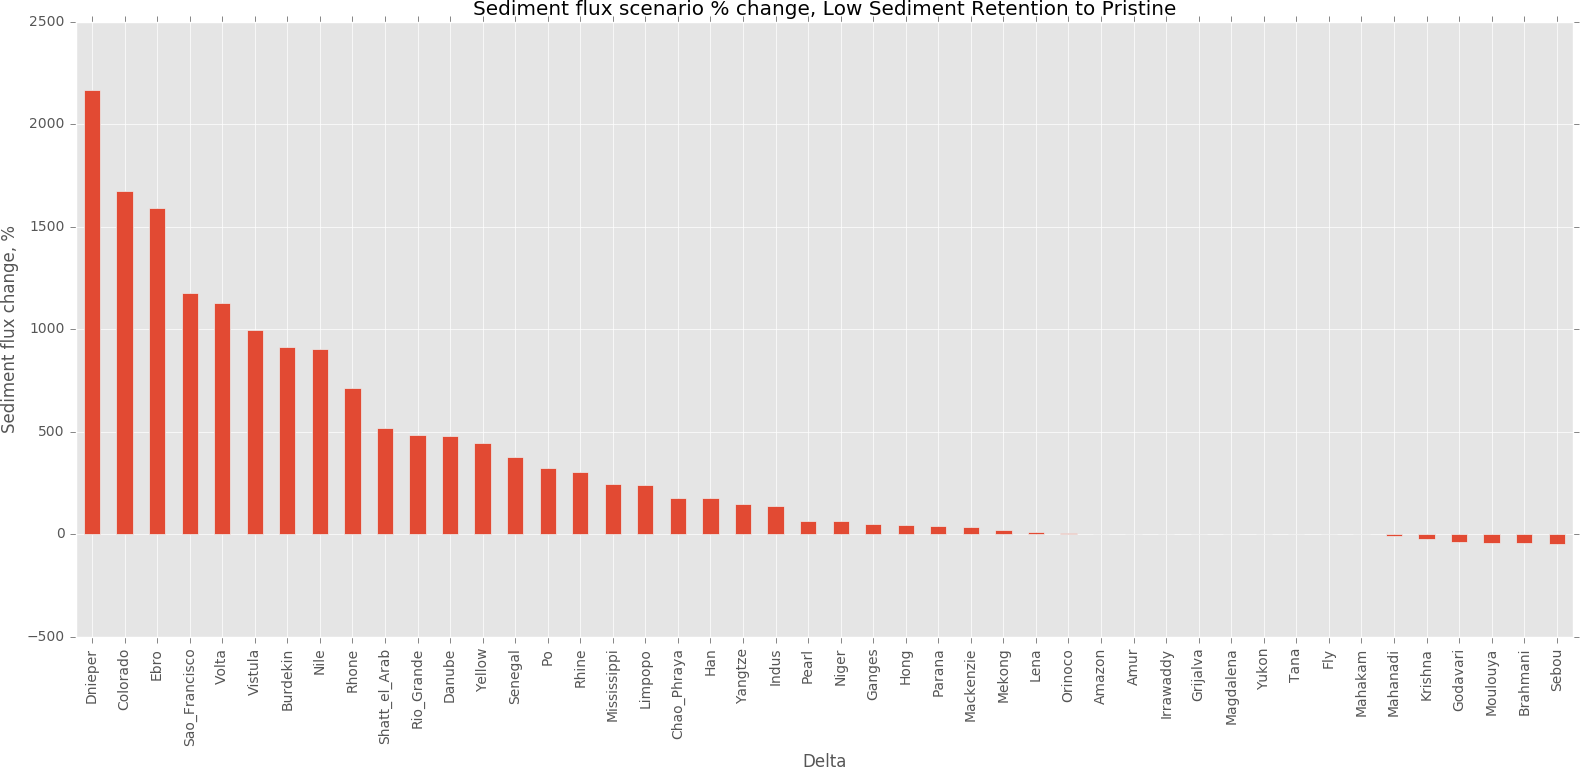 Sediment flux scenario % change, Low Sediment Retention to Pristine
Sediment flux change, %
2500
2000
1500
1000
500
0
−500
Dnieper
Colorado
Ebro
Sao_Francisco
Volta
Vistula
Burdekin
Nile
Rhone
Shatt_el_Arab
Rio_Grande
Danube
Yellow
Senegal
Po
Rhine
Mississippi
Limpopo
Chao_Phraya
Han
Yangtze
Indus
Pearl
Niger
Ganges
Hong
Parana
Mackenzie
Mekong
Lena
Orinoco
Amazon
Amur
Irrawaddy
Grijalva
Magdalena
Yukon
Tana
Fly
Mahakam
Mahanadi
Krishna
Godavari
Moulouya
Brahmani
Sebou
Delta